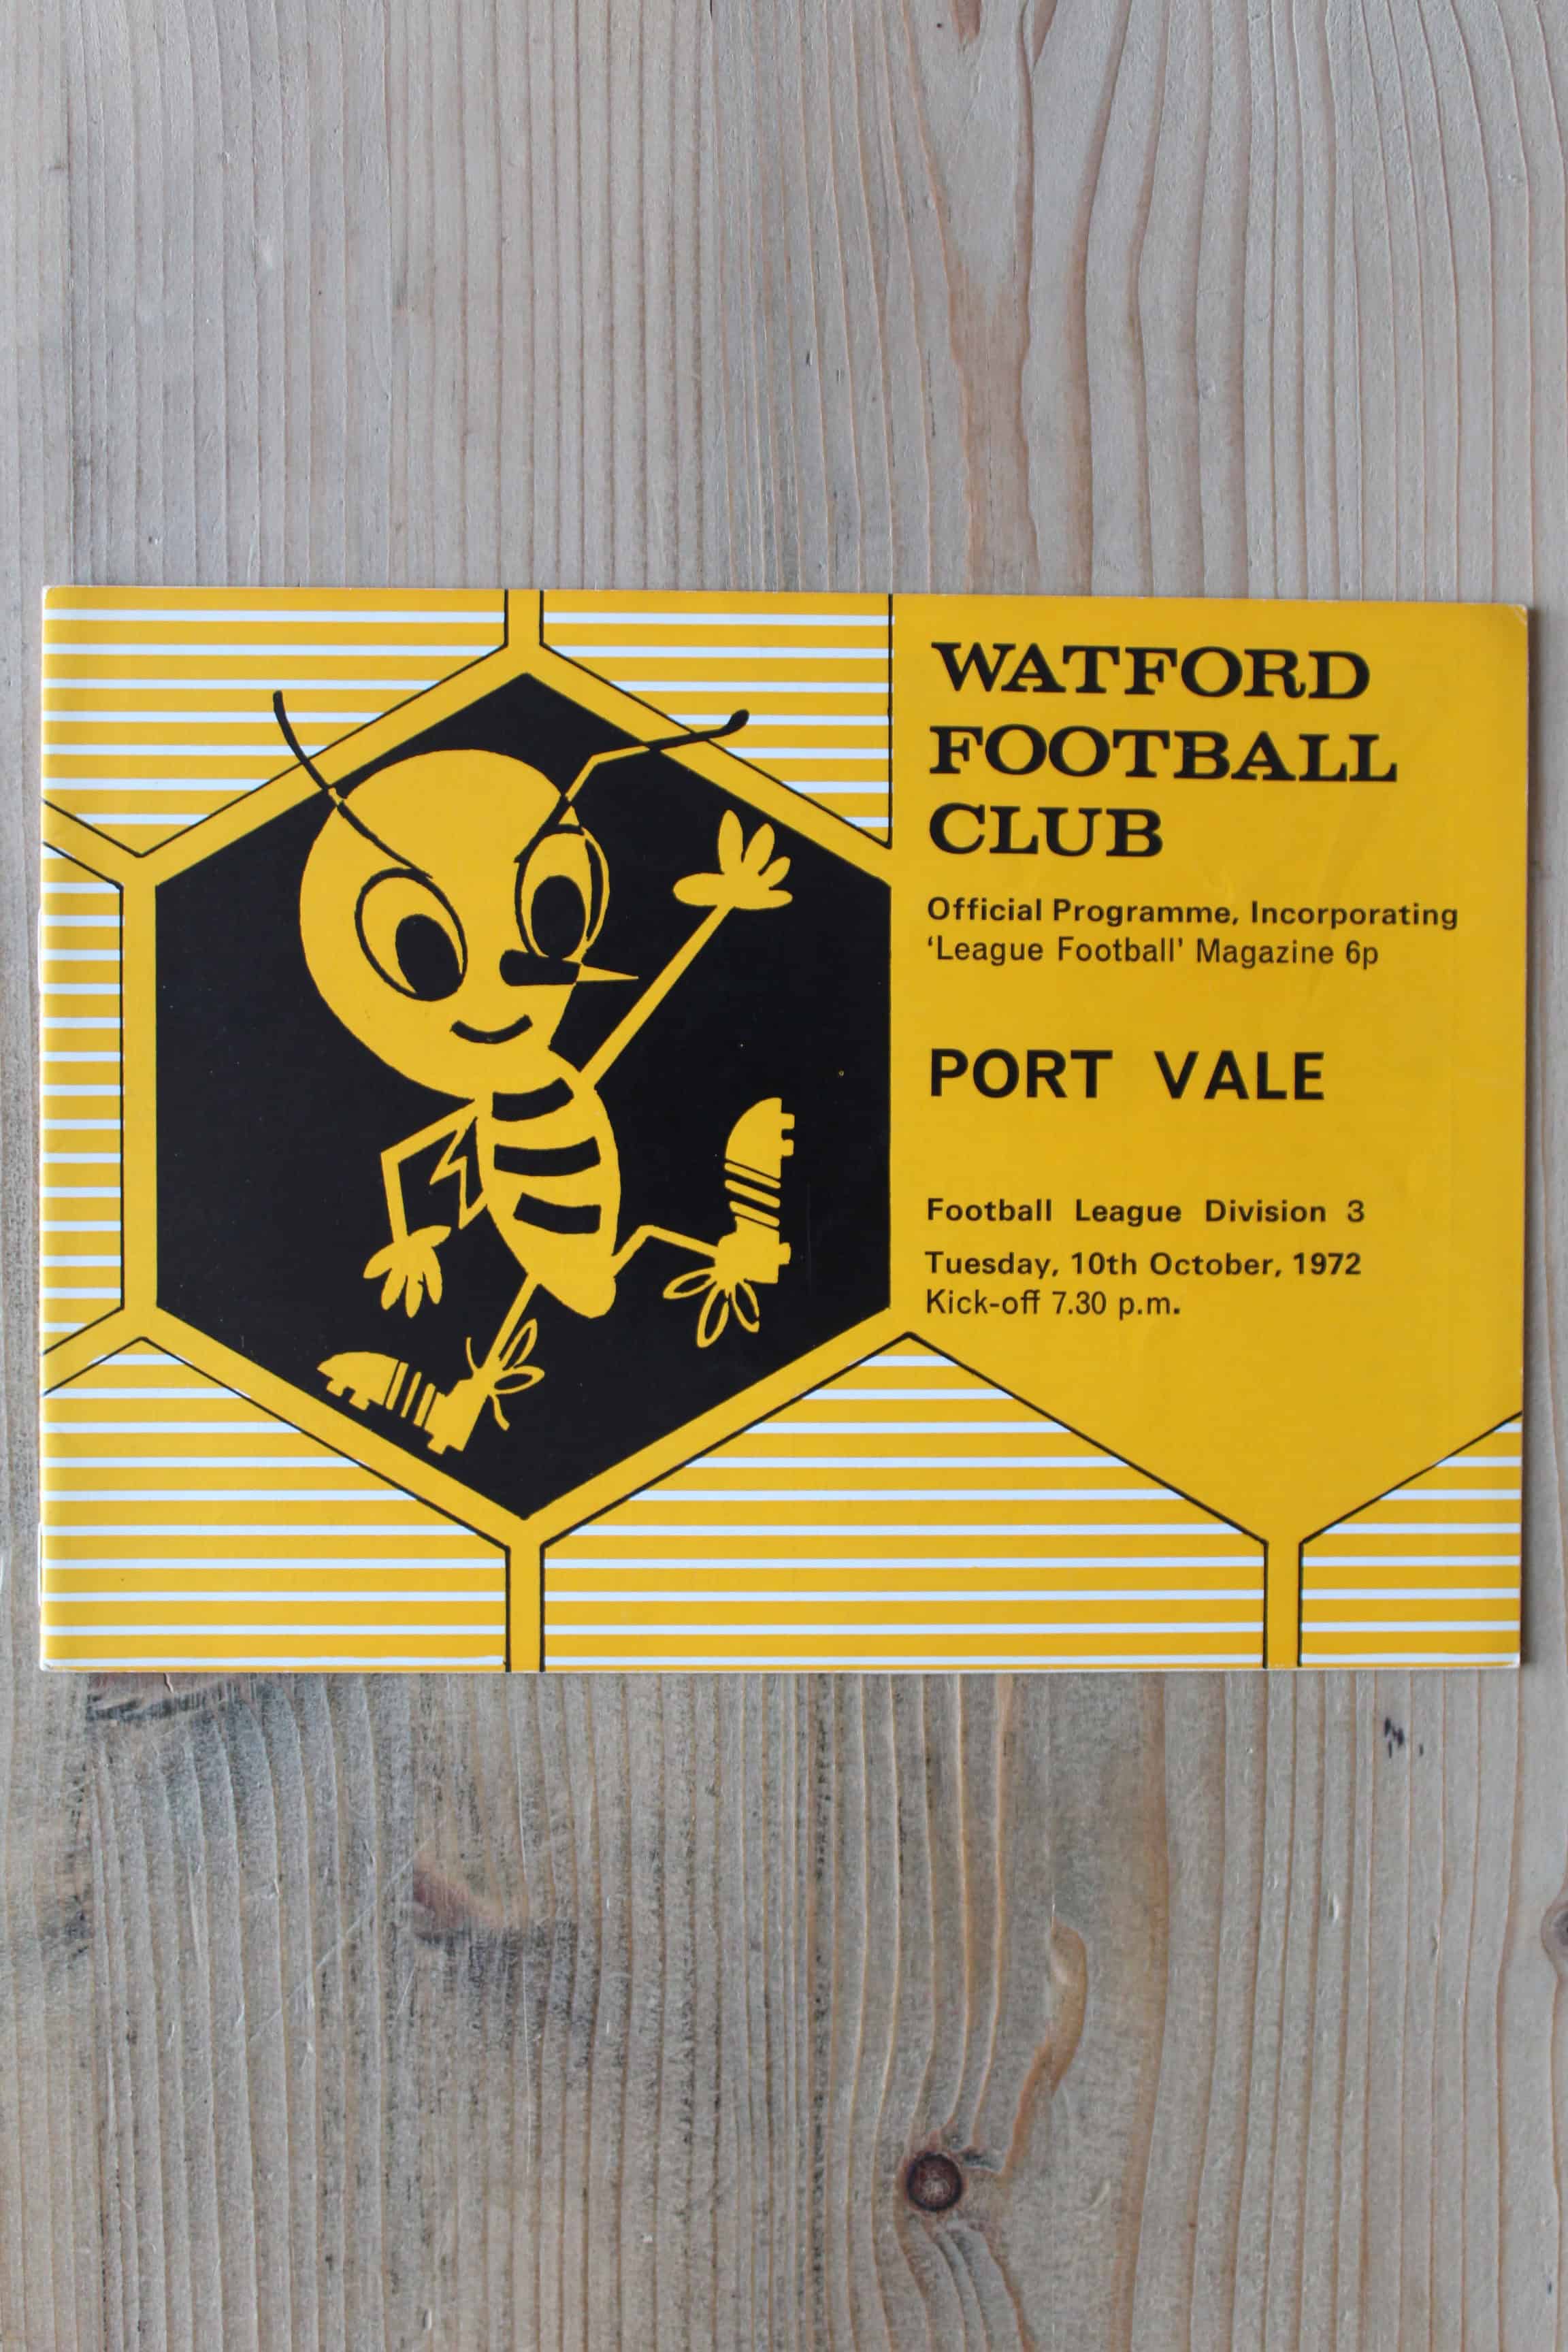 WATFORD
FOOTBALL
CLUB
Official Programme, Incorporating
‘League Football’ Magazine 6p
PORT VALE
Football League Division 3
Tuesday, 10th October, 1972
Kick-off 7.30 p.m.